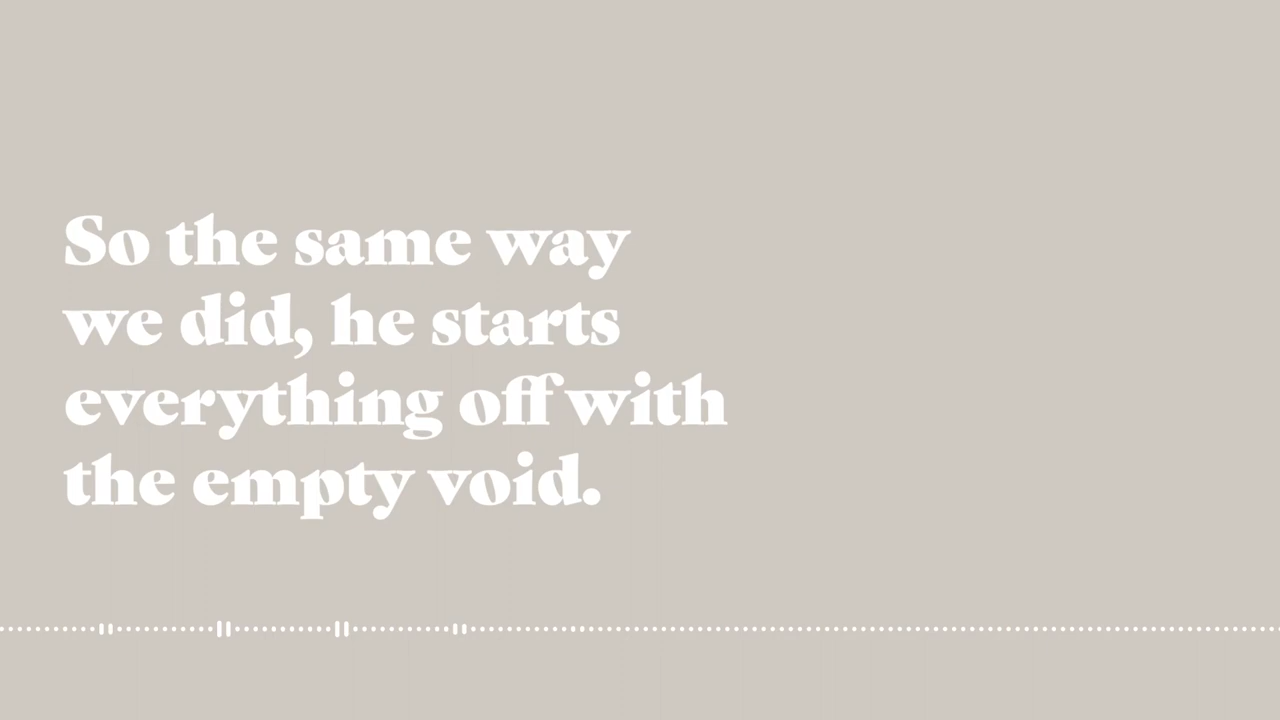 So the same way
we did, he starts
everything off with
the empty void.